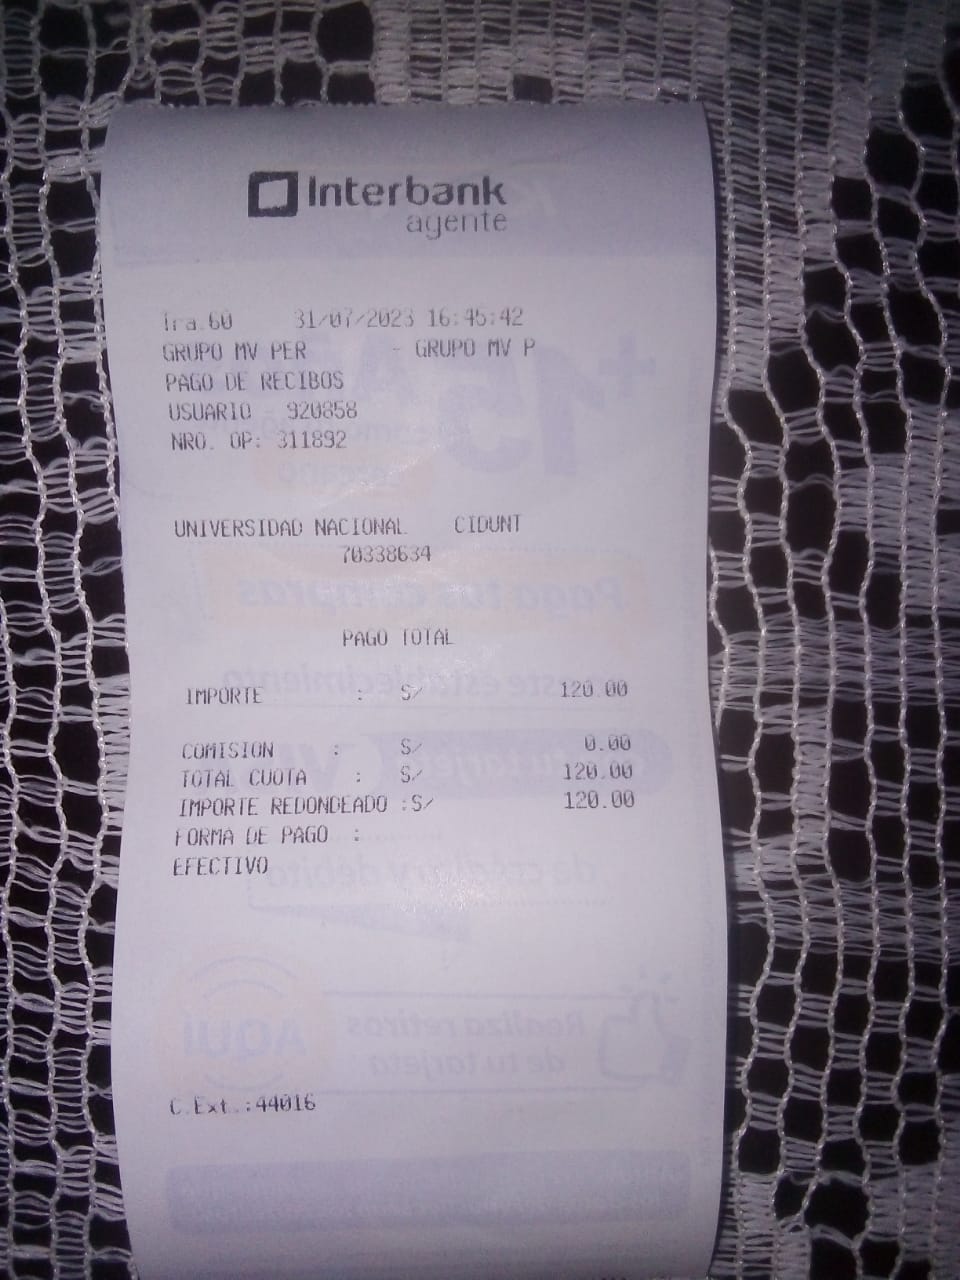 Interbank
agente
Tra.60 31/07/2023 16:45:42
GRUPO MV PER - GRUPO MV P
PAGO DE RECIBOS
USUARIO 920858
NRO. OP: 311892
UNIVERSIDAD NACIONAL CIDUNT
70338634
PAGO TOTAL
IMPORTE : S/ 120.00
COMISION : S/ 0.00
TOTAL CUOTA : S/ 120.00
IMPORTE REDONDEADO :S/ 120.00
FORMA DE PAGO :
EFECTIVO
C.Ext.:44016